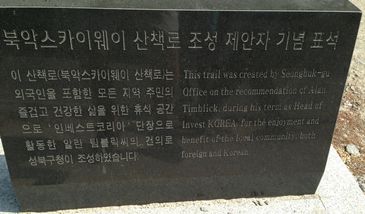 북악스카이웨이 산책로 조성 제안자 기념 표석
이 산책로(북악스카이웨이 산책로)는
외국인을 포함한 모든 지역 주민의
즐겁고 건강한 삶을 위한 휴식 공간
으로 '인베스트코리아' 단장으로
활동한 알린 팀블릭씨의 건의로
성북구청이 조성하였습니다.
This trail was created by Seongbuk-gu
Office on the recommendation of Alan
Timblick, during his term as Head of
Invest KOREA, for the enjoyment and
benefit of the local community, both
foreign and Korean.